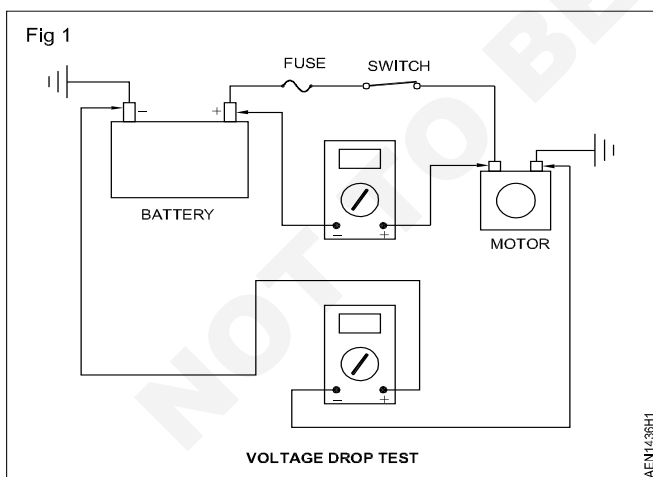 Fig 1
FUSE
SWITCH
- +
BATTERY
- +
MOTOR
- +
VOLTAGE DROP TEST
AEN1436H1
NOT TO BE